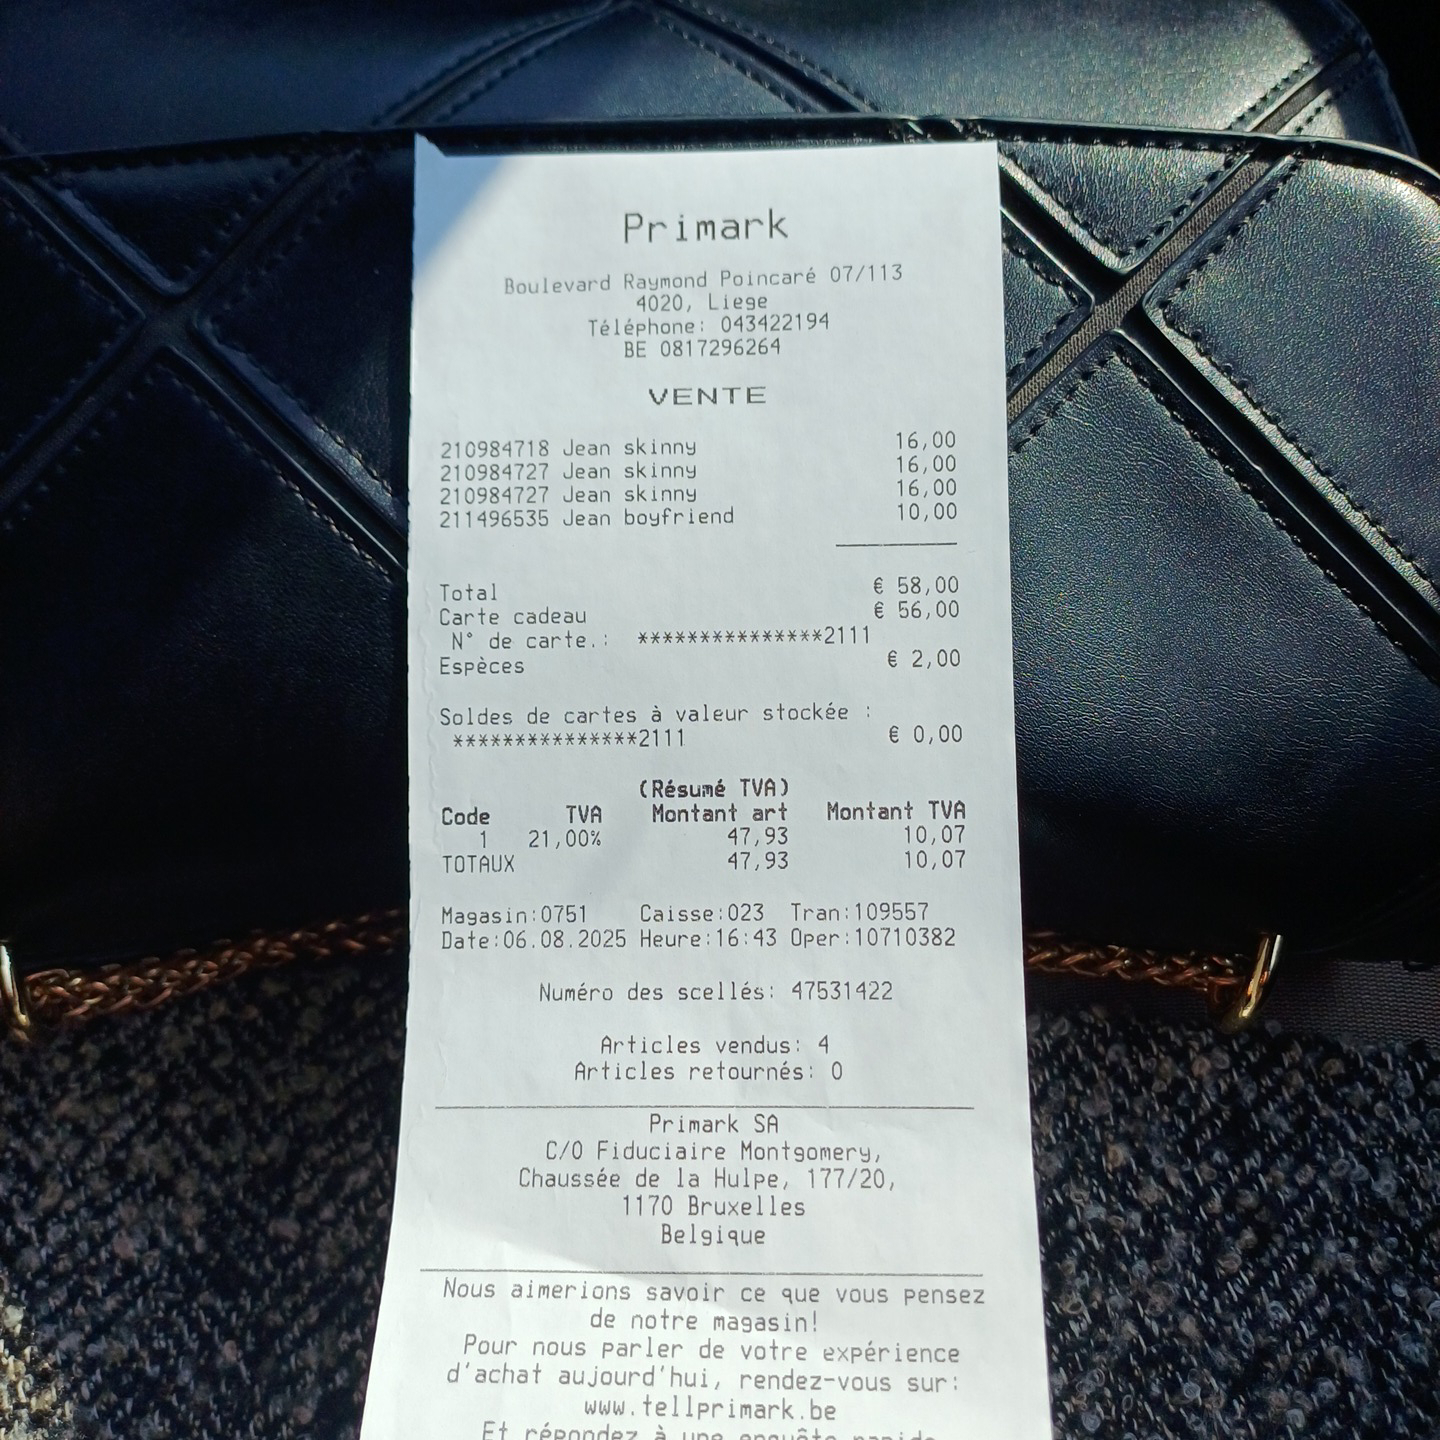 Primark
Boulevard Raymond Poincaré 07/113
4020, Liege
Téléphone: 043422194
BE 0817296264
VENTE
210984718 Jean skinny 16,00
210984727 Jean skinny 16,00
210984727 Jean skinny 16,00
211496535 Jean boyfriend 10,00
Total € 58,00
Carte cadeau € 56,00
N° de carte.: ***************2111
Espèces € 2,00
Soldes de cartes à valeur stockée :
***************2111 € 0,00
(Résumé TVA)
Code TVA Montant art Montant TVA
1 21,00% 47,93 10,07
TOTAUX 47,93 10,07
Magasin:0751 Caisse:023 Tran:109557
Date:06.08.2025 Heure:16:43 Oper:10710382
Numéro des scellés: 47531422
Articles vendus: 4
Articles retournés: 0
Primark SA
C/O Fiduciaire Montgomery,
Chaussée de la Hulpe, 177/20,
1170 Bruxelles
Belgique
Nous aimerions savoir ce que vous pensez
de notre magasin!
Pour nous parler de votre expérience
d'achat aujourd'hui, rendez-vous sur:
www.tellprimark.be
Et répondez à une enquête rapide